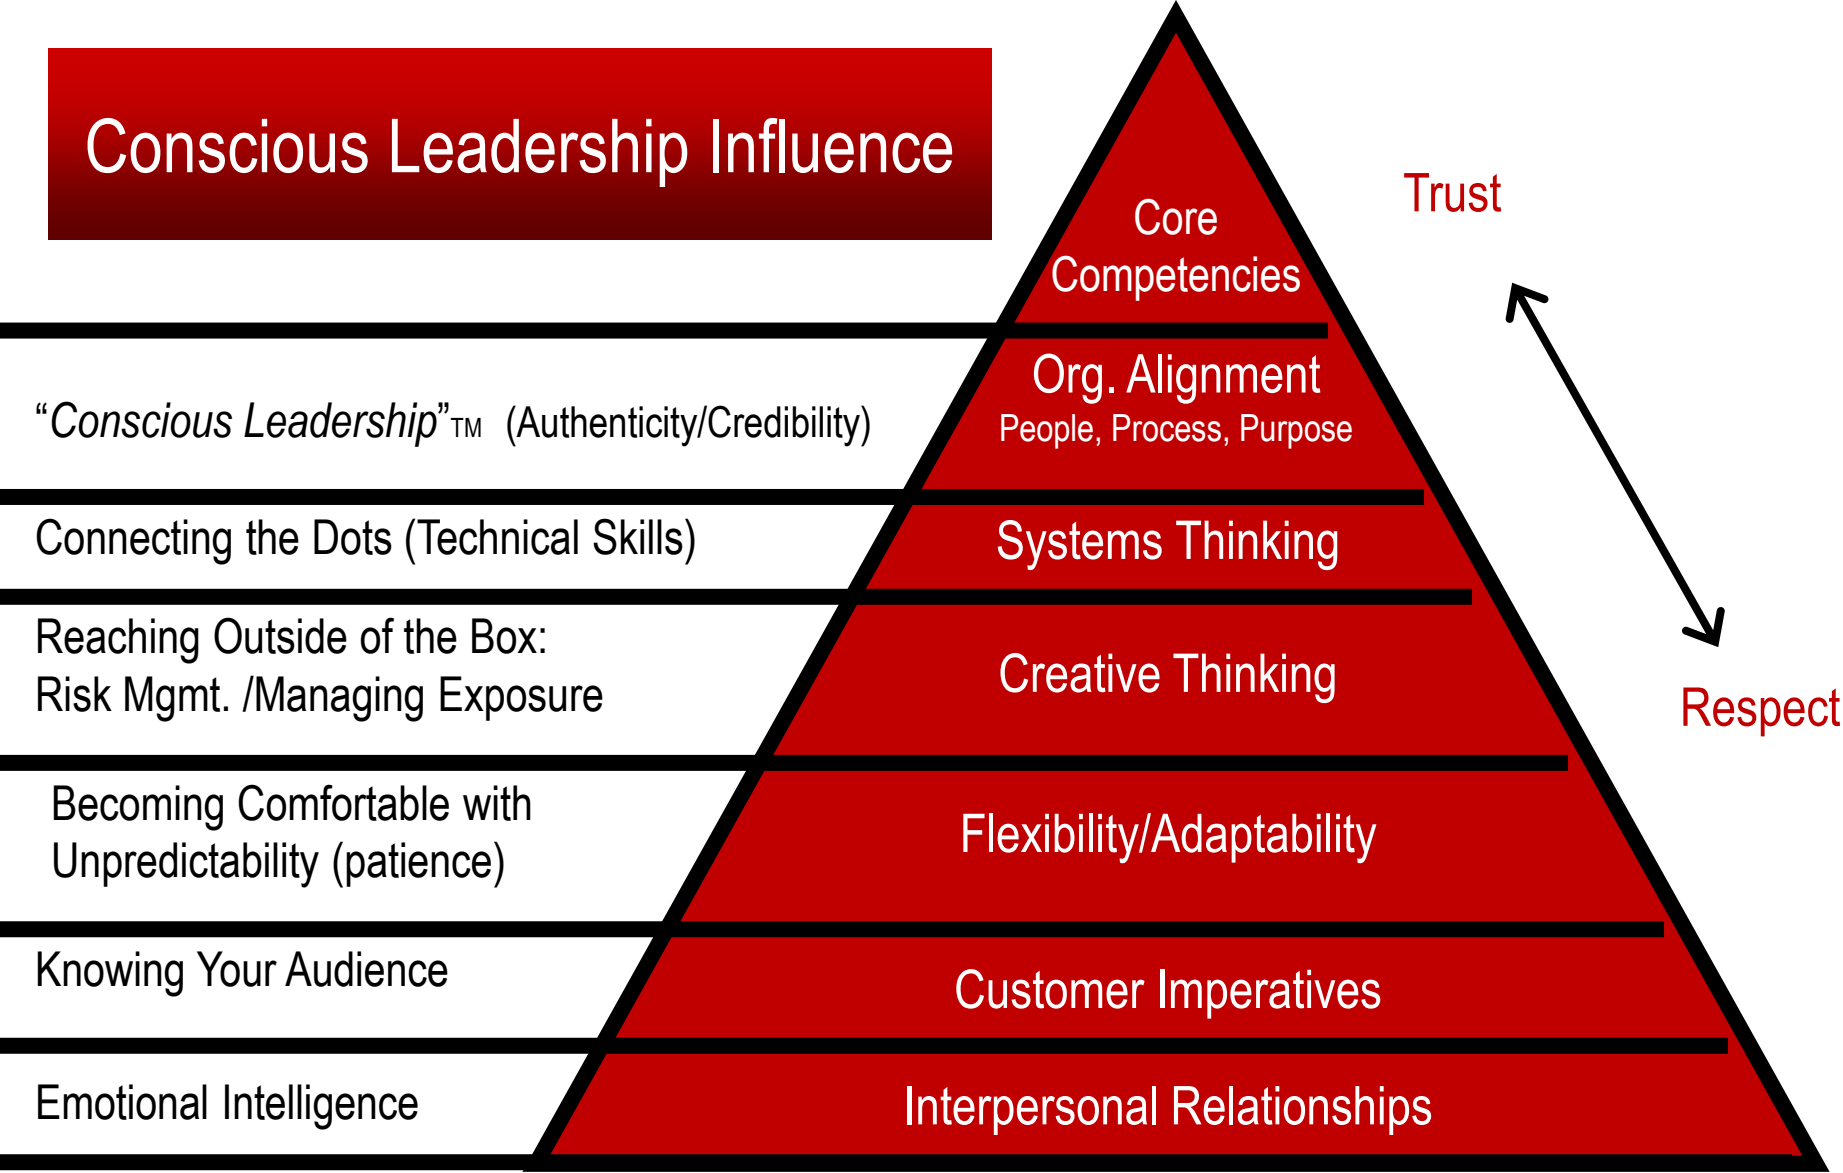 Conscious Leadership Influence
Trust
Core
Competencies
“Conscious Leadership”TM (Authenticity/Credibility)
Org. Alignment
People, Process, Purpose
Connecting the Dots (Technical Skills)
Systems Thinking
Reaching Outside of the Box:
Risk Mgmt. /Managing Exposure
Creative Thinking
Respect
Becoming Comfortable with
Unpredictability (patience)
Flexibility/Adaptability
Knowing Your Audience
Customer Imperatives
Emotional Intelligence
Interpersonal Relationships